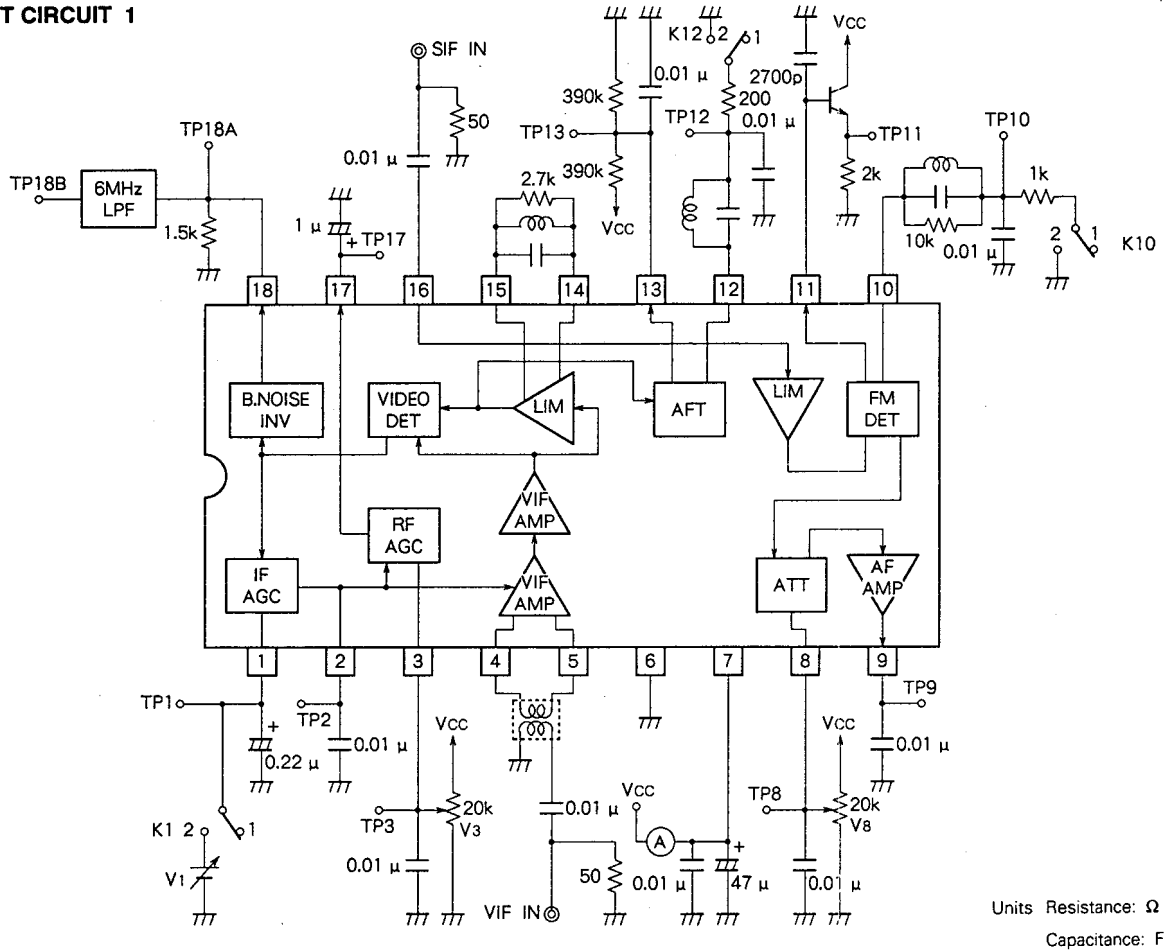 T CIRCUIT 1
SIF IN
50
0.01 μ
TP18A
TP18B
6MHz
LPF
1.5k
1 μ
+
TP17
2.7k
390k
0.01 μ
TP13
390k
VCC
K12 2
1
200
TP12
0.01 μ
2700p
VCC
TP11
2k
TP10
1k
10k
0.01 μ
2
1
K10
18
17
16
15
14
13
12
11
10
B.NOISE
INV
VIDEO
DET
LIM
AFT
LIM
FM
DET
VIF
AMP
RF
AGC
IF
AGC
VIF
AMP
ATT
AF
AMP
1
2
3
4
5
6
7
8
9
TP1
+
0.22 μ
TP2
0.01 μ
K1 2
1
V1
VCC
TP3
20k
V3
0.01 μ
0.01 μ
50
VIF IN
VCC
A
0.01 μ
+
47 μ
TP8
VCC
20k
V8
0.01 μ
TP9
0.01 μ
Units Resistance: Ω
Capacitance: F